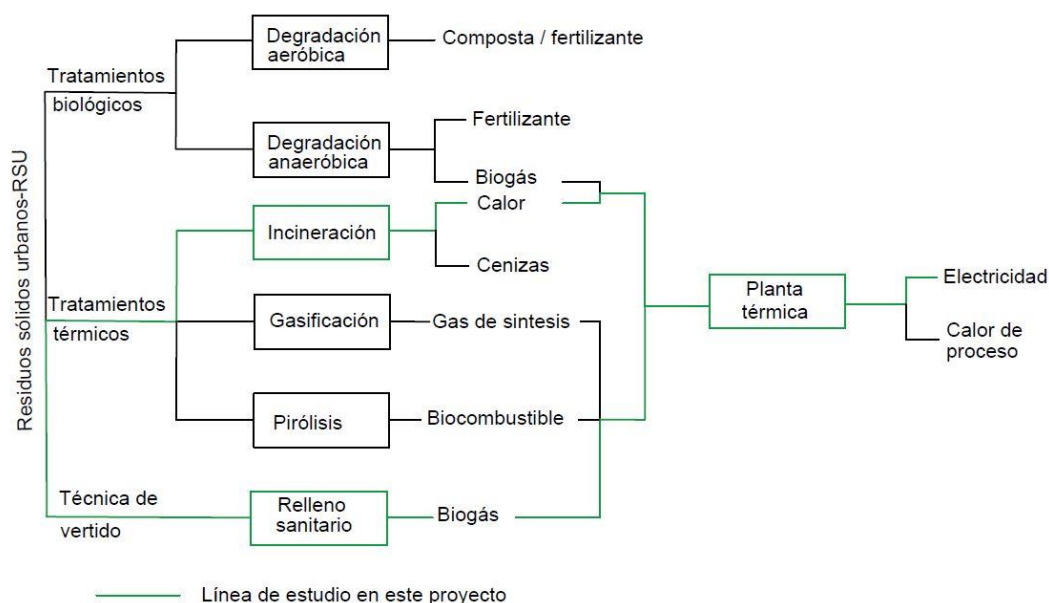 Residuos sólidos urbanos-RSU
Tratamientos
biológicos
Degradación
aeróbica
Composta / fertilizante
Degradación
anaeróbica
Fertilizante
Biogás
Tratamientos
térmicos
Incineración
Calor
Cenizas
Gasificación
Gas de sintesis
Pirólisis
Biocombustible
Técnica de
vertido
Relleno
sanitario
Biogás
Planta
térmica
Electricidad
Calor de
proceso
Línea de estudio en este proyecto